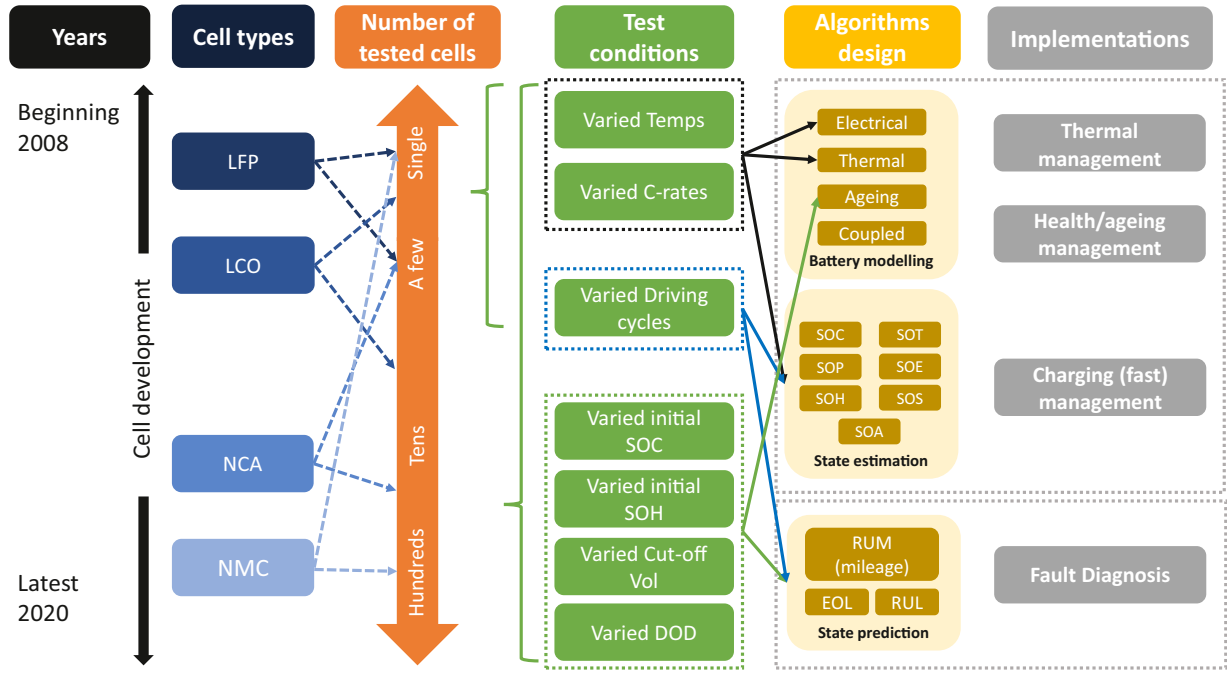 Years
Cell types
Number of
tested cells
Test
conditions
Algorithms
design
Implementations
Beginning
2008
Cell development
Latest
2020
LFP
LCO
NCA
NMC
Single
A few
Tens
Hundreds
Varied Temps
Varied C-rates
Varied Driving
cycles
Varied initial
SOC
Varied initial
SOH
Varied Cut-off
Vol
Varied DOD
Electrical
Thermal
Ageing
Coupled
Battery modelling
SOC
SOT
SOP
SOE
SOH
SOS
SOA
State estimation
RUM
(mileage)
EOL
RUL
State prediction
Thermal
management
Health/ageing
management
Charging (fast)
management
Fault Diagnosis